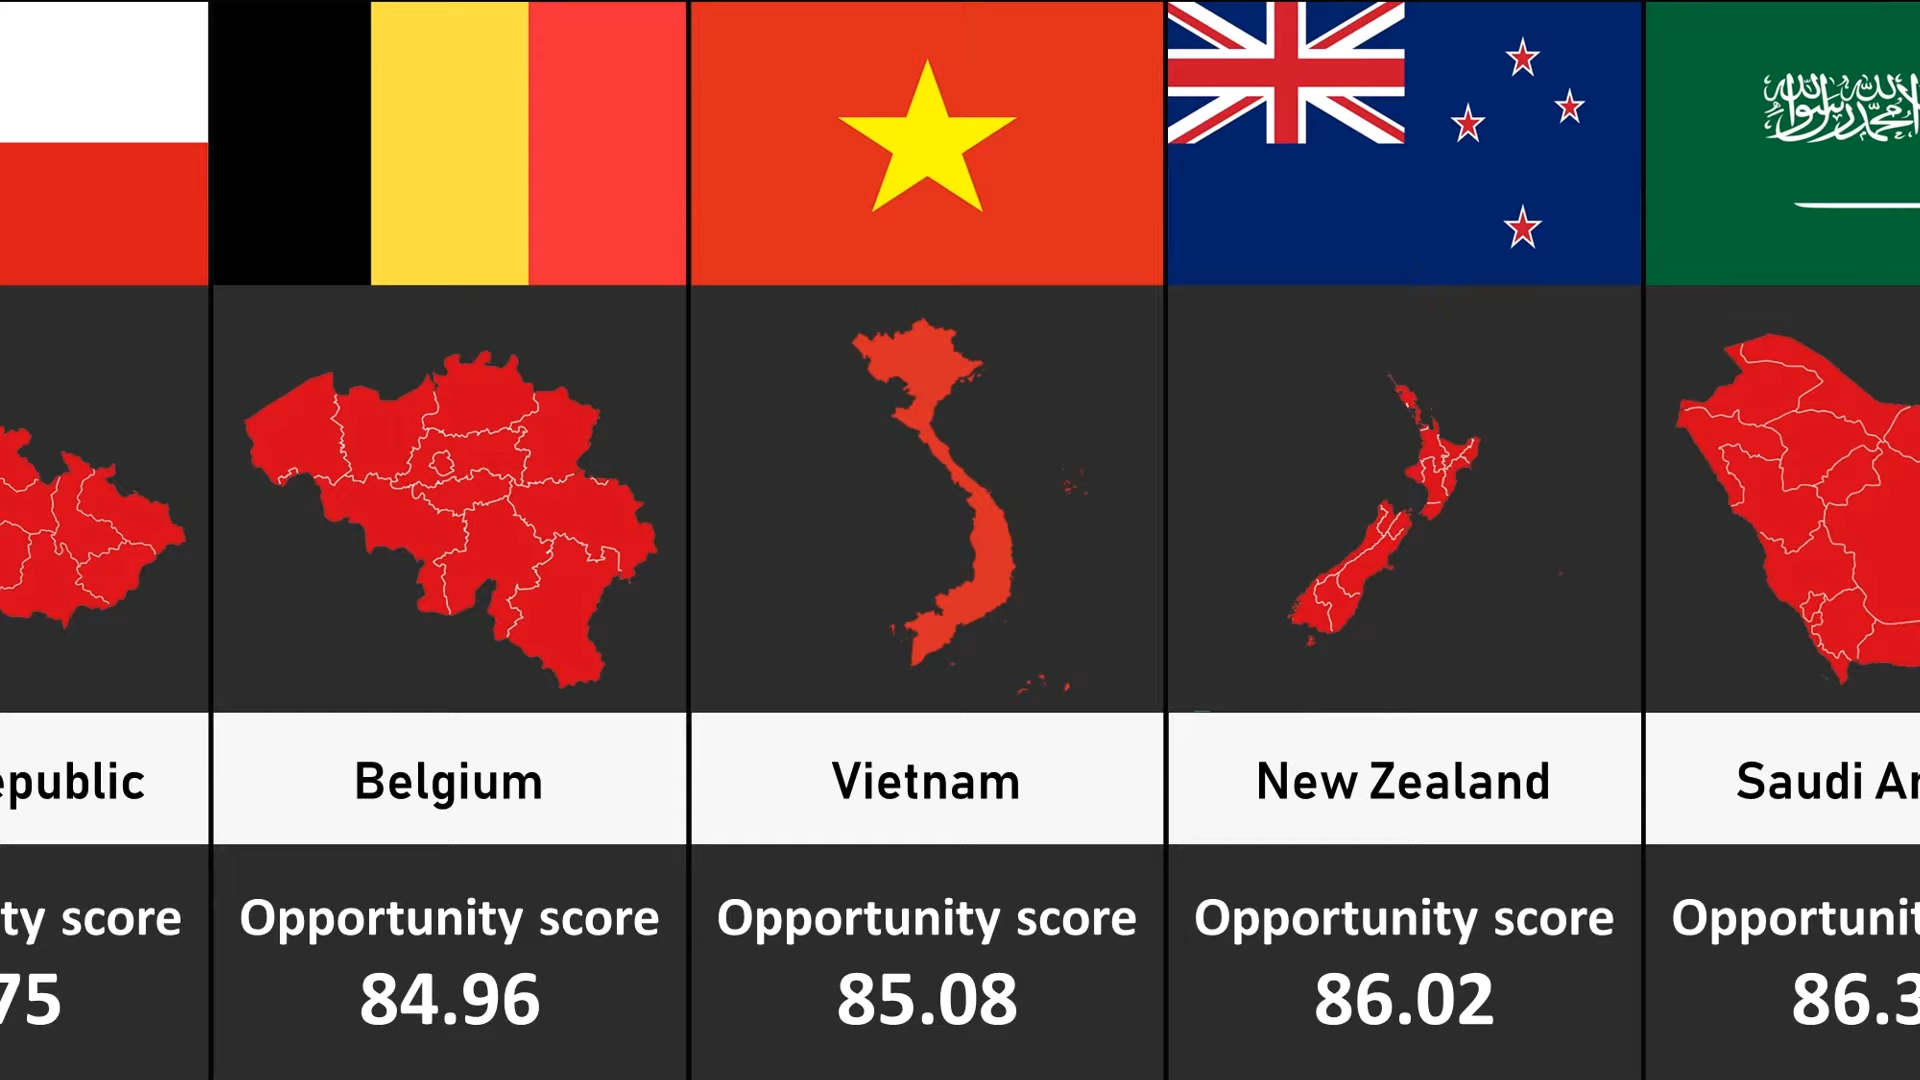 epublic
Belgium
Vietnam
New Zealand
Saudi Ar
ty score
Opportunity score
Opportunity score
Opportunity score
Opportunit
75
84.96
85.08
86.02
86.3